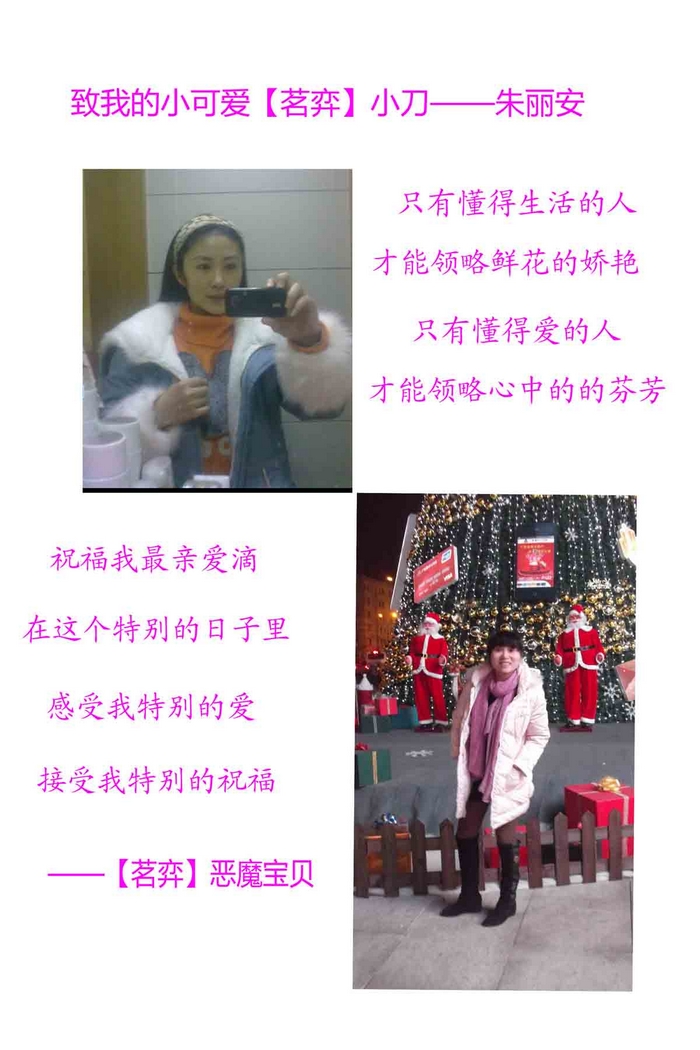 致我的小可爱【茗弈】小刀——朱丽安
只有懂得生活的人
才能领略鲜花的娇艳
只有懂得爱的人
才能领略心中的的芬芳
祝福我最亲爱滴
在这个特别的日子里
感受我特别的爱
接受我特别的祝福
——【茗弈】恶魔宝贝